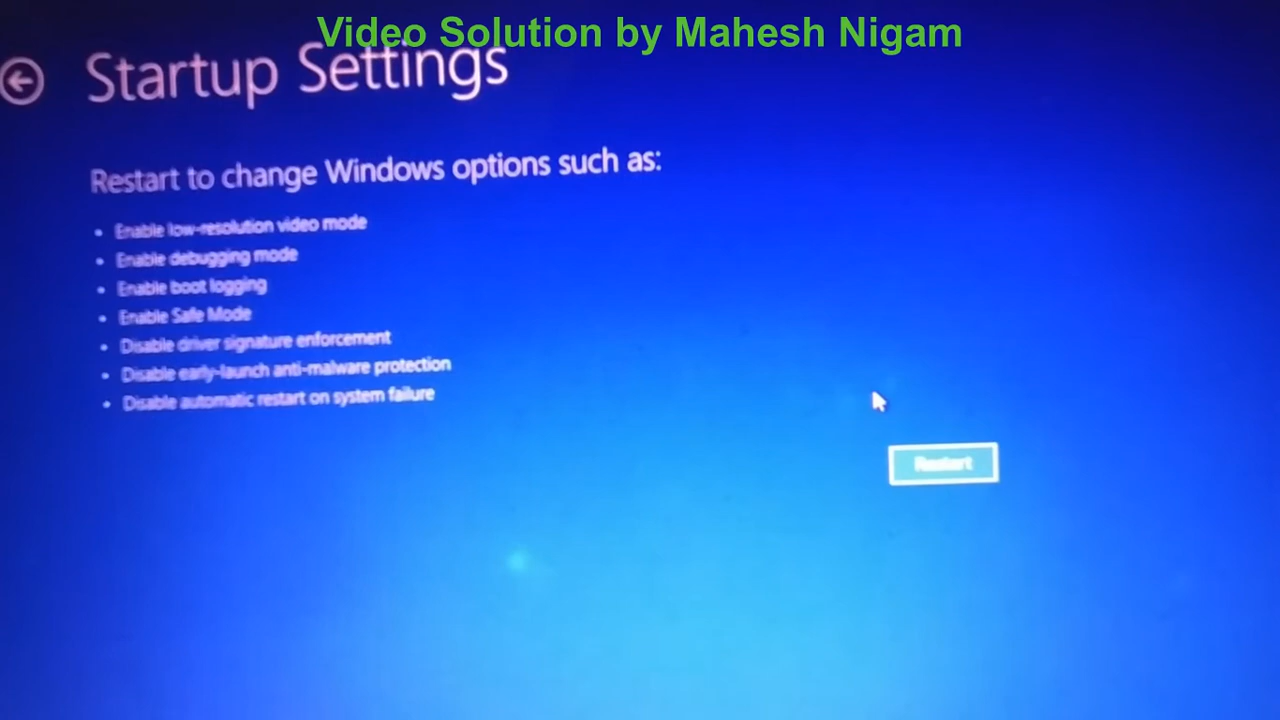 Video Solution by Mahesh Nigam
Startup Settings
Restart to change Windows options such as:
• Enable low-resolution video mode
• Enable debugging mode
• Enable boot logging
• Enable Safe Mode
• Disable driver signature enforcement
• Disable early-launch anti-malware protection
• Disable automatic restart on system failure
Restart